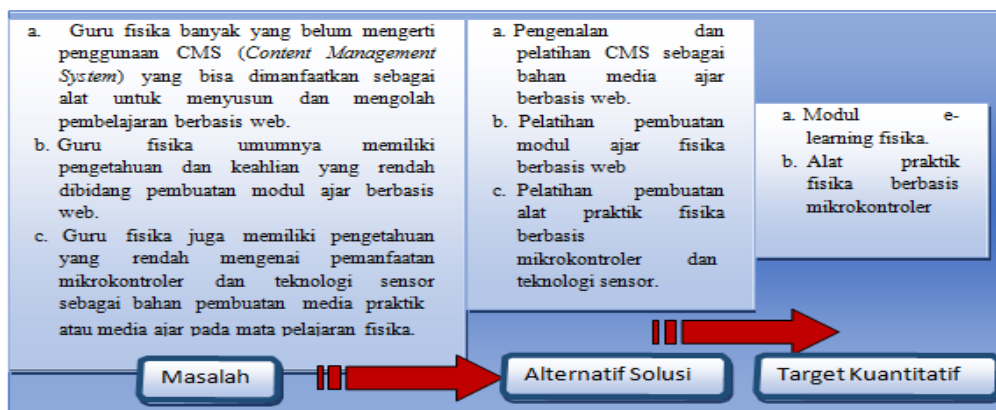 a. Guru fisika banyak yang belum mengerti
penggunaan CMS (Content Management
System) yang bisa dimanfaatkan sebagai
alat untuk menyusun dan mengolah
pembelajaran berbasis web.
b. Guru fisika umumnya memiliki
pengetahuan dan keahlian yang rendah
dibidang pembuatan modul ajar berbasis
web.
c. Guru fisika juga memiliki pengetahuan
yang rendah mengenai pemanfaatan
mikrokontroler dan teknologi sensor
sebagai bahan pembuatan media praktik
atau media ajar pada mata pelajaran fisika.
a. Pengenalan dan
pelatihan CMS sebagai
bahan media ajar
berbasis web.
b. Pelatihan pembuatan
modul ajar fisika
berbasis web
c. Pelatihan pembuatan
alat praktik fisika
berbasis
mikrokontroler dan
teknologi sensor.
a. Modul e-
learning fisika.
b. Alat praktik
fisika berbasis
mikrokontroler
Masalah
Alternatif Solusi
Target Kuantitatif